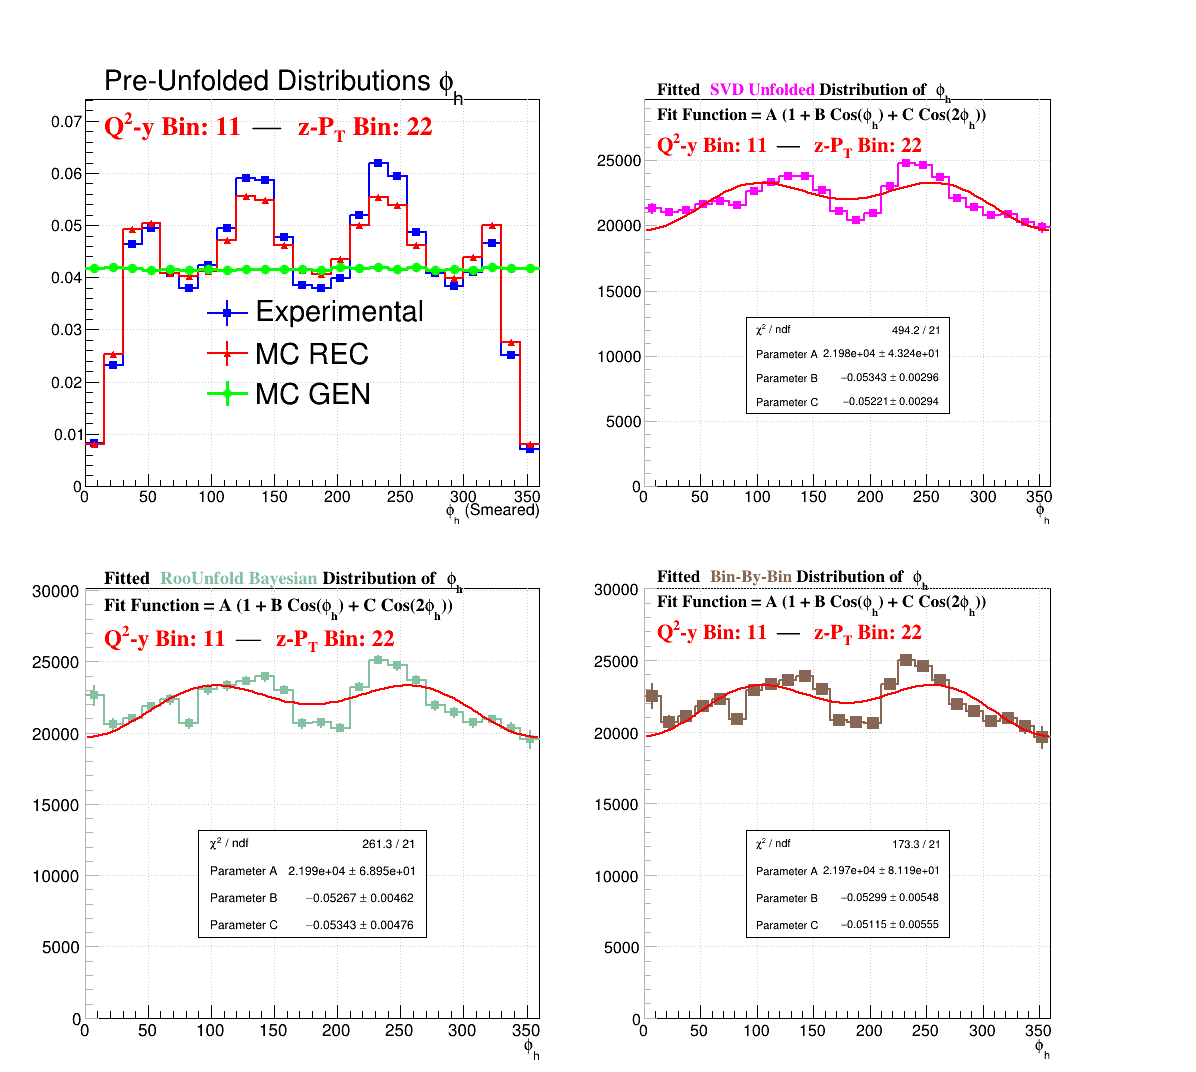 Pre-Unfolded Distributions ϕh
Q²-y Bin: 11 — z-PT Bin: 22
0.07
0.06
0.05
0.04
0.03
0.02
0.01
0
Experimental
MC REC
MC GEN
0 50 100 150 200 250 300 350
ϕh (Smeared)
Fitted SVD Unfolded Distribution of ϕh
Fit Function = A (1 + B Cos(ϕh) + C Cos(2ϕh))
Q²-y Bin: 11 — z-PT Bin: 22
25000
20000
15000
10000
5000
0
χ² / ndf 494.2 / 21
Parameter A 2.198e+04 ± 4.324e+01
Parameter B −0.05343 ± 0.00296
Parameter C −0.05221 ± 0.00294
0 50 100 150 200 250 300 350
ϕh
Fitted RooUnfold Bayesian Distribution of ϕh
Fit Function = A (1 + B Cos(ϕh) + C Cos(2ϕh))
Q²-y Bin: 11 — z-PT Bin: 22
30000
25000
20000
15000
10000
5000
0
χ² / ndf 261.3 / 21
Parameter A 2.199e+04 ± 6.895e+01
Parameter B −0.05267 ± 0.00462
Parameter C −0.05343 ± 0.00476
0 50 100 150 200 250 300 350
ϕh
Fitted Bin-By-Bin Distribution of ϕh
Fit Function = A (1 + B Cos(ϕh) + C Cos(2ϕh))
Q²-y Bin: 11 — z-PT Bin: 22
30000
25000
20000
15000
10000
5000
0
χ² / ndf 173.3 / 21
Parameter A 2.197e+04 ± 8.119e+01
Parameter B −0.05299 ± 0.00548
Parameter C −0.05115 ± 0.00555
0 50 100 150 200 250 300 350
ϕh